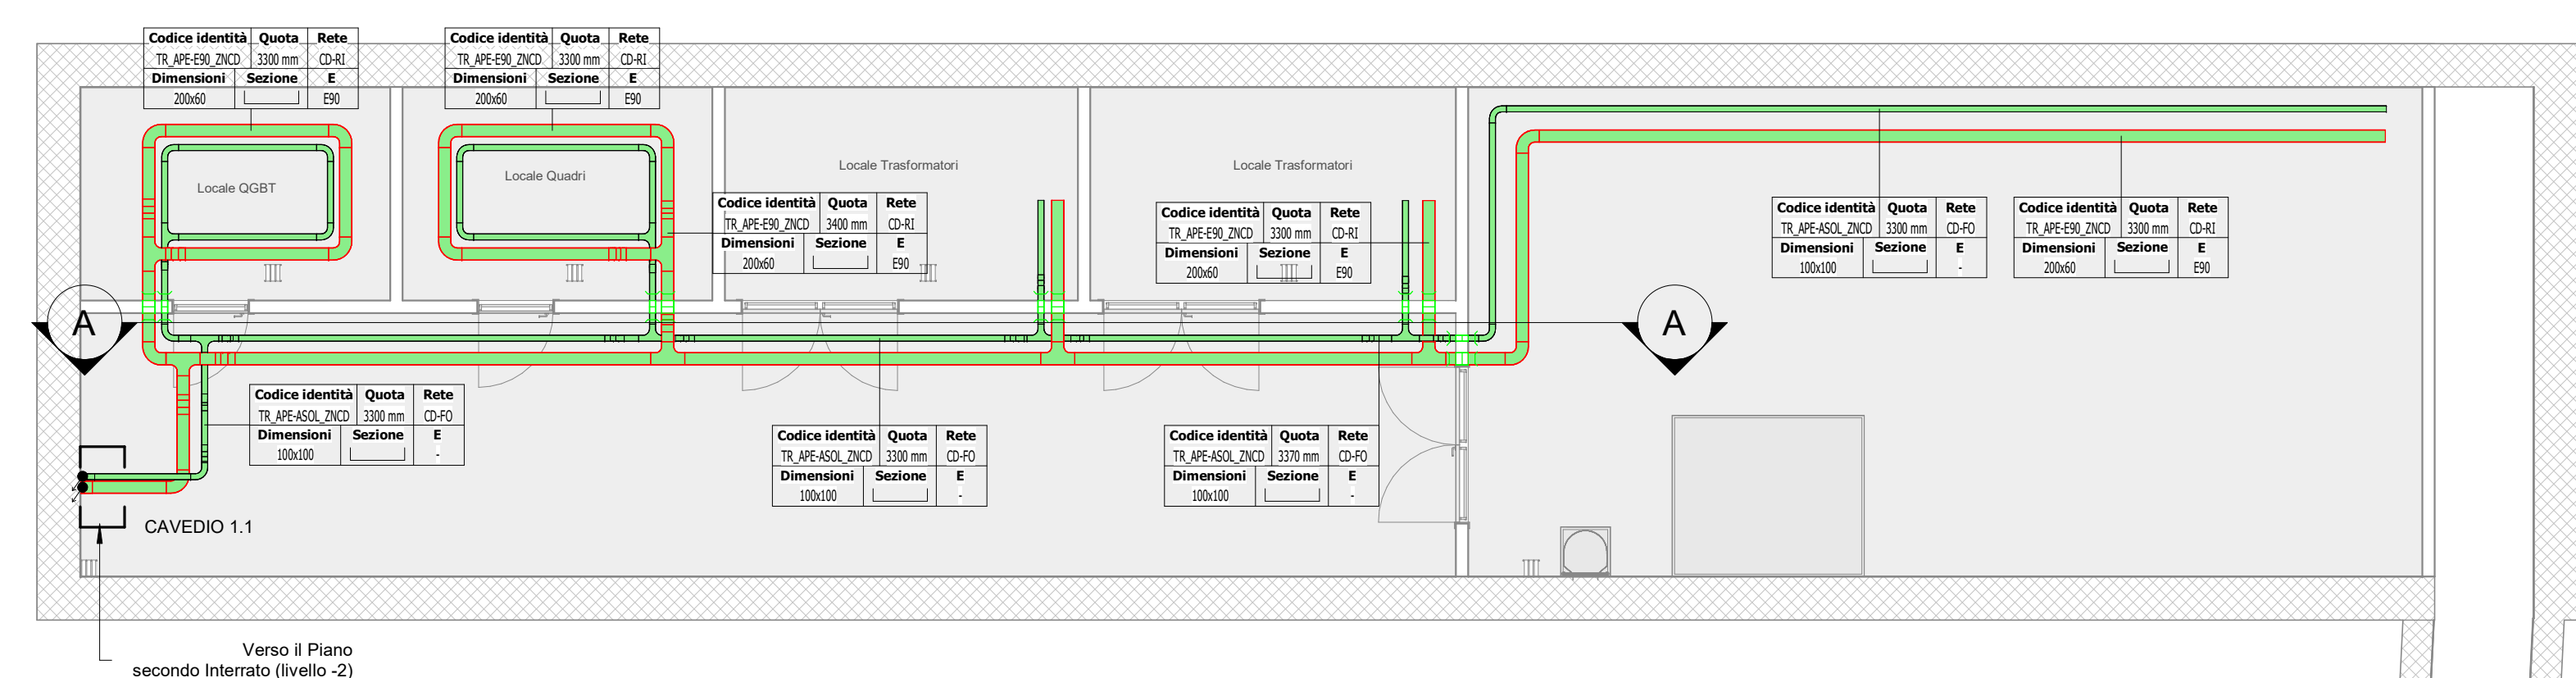 Codice identità Quota Rete
TR_APE-E90_ZNCD 3300 mm CD-RI
Dimensioni Sezione E
200x60 E90
Codice identità Quota Rete
TR_APE-E90_ZNCD 3300 mm CD-RI
Dimensioni Sezione E
200x60 E90
Locale QGBT
Locale Quadri
Locale Trasformatori
Locale Trasformatori
Codice identità Quota Rete
TR_APE-E90_ZNCD 3400 mm CD-RI
Dimensioni Sezione E
200x60 E90
Codice identità Quota Rete
TR_APE-E90_ZNCD 3300 mm CD-RI
Dimensioni Sezione E
200x60 E90
Codice identità Quota Rete
TR_APE-ASOL_ZNCD 3300 mm CD-FO
Dimensioni Sezione E
100x100 -
Codice identità Quota Rete
TR_APE-E90_ZNCD 3300 mm CD-RI
Dimensioni Sezione E
200x60 E90
A
A
Codice identità Quota Rete
TR_APE-ASOL_ZNCD 3300 mm CD-FO
Dimensioni Sezione E
100x100 -
Codice identità Quota Rete
TR_APE-ASOL_ZNCD 3300 mm CD-FO
Dimensioni Sezione E
100x100 -
Codice identità Quota Rete
TR_APE-ASOL_ZNCD 3370 mm CD-FO
Dimensioni Sezione E
100x100 -
CAVEDIO 1.1
Verso il Piano
secondo Interrato (livello -2)